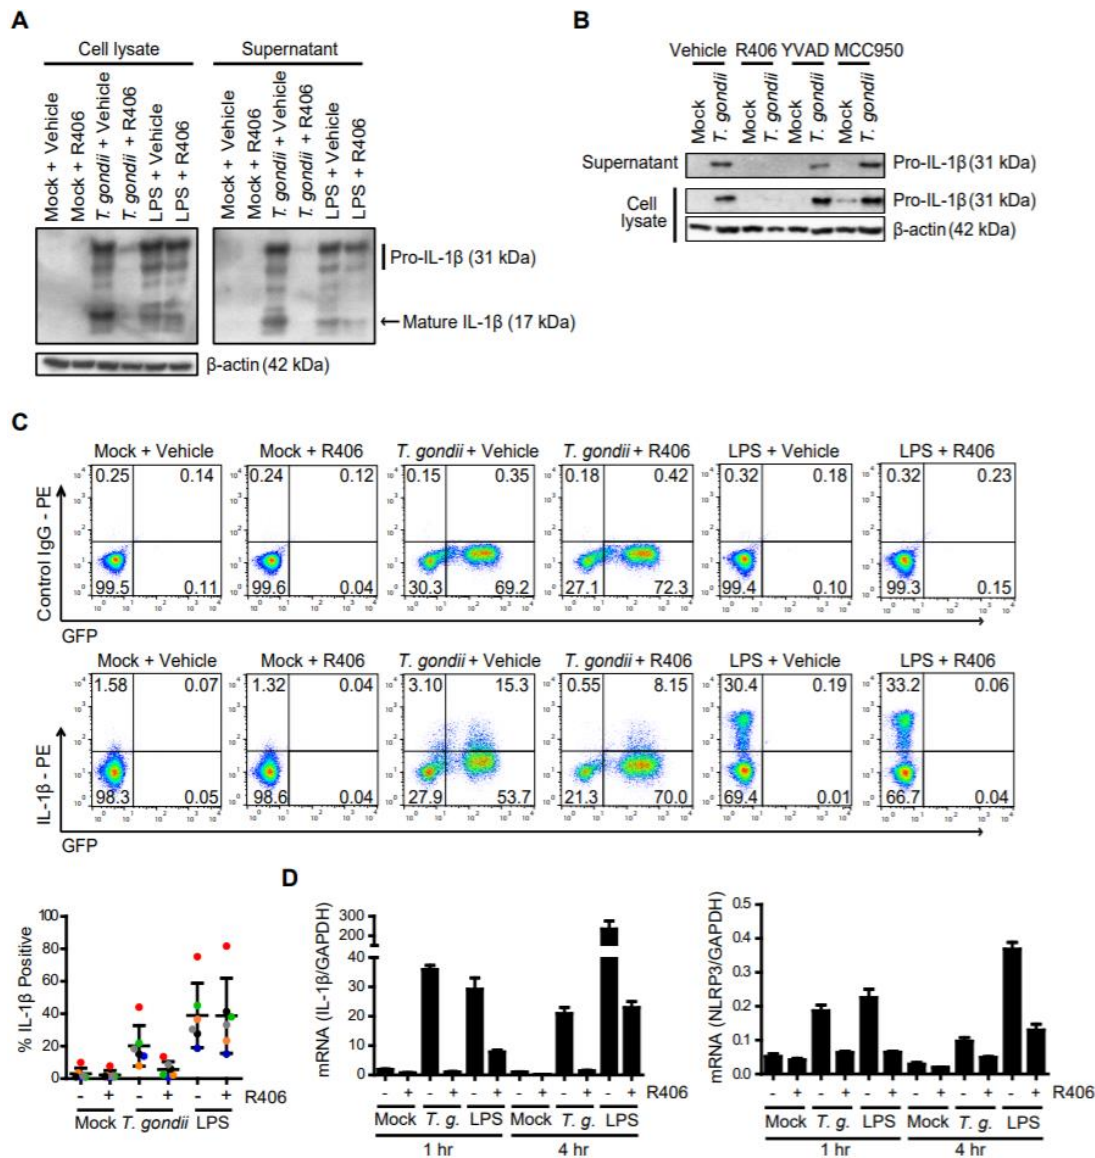 A
Cell lysate Supernatant
Mock + Vehicle
Mock + R406
T. gondii + Vehicle
T. gondii + R406
LPS + Vehicle
LPS + R406
Mock + Vehicle
Mock + R406
T. gondii + Vehicle
T. gondii + R406
LPS + Vehicle
LPS + R406
Pro-IL-1β (31 kDa)
←Mature IL-1β (17 kDa)
β-actin (42 kDa)
B
Vehicle R406 YVAD MCC950
Mock
T. gondii
Mock
T. gondii
Mock
T. gondii
Mock
T. gondii
Supernatant Pro-IL-1β (31 kDa)
Cell lysate
Pro-IL-1β (31 kDa)
β-actin (42 kDa)
C
Mock + Vehicle Mock + R406 T. gondii + Vehicle T. gondii + R406 LPS + Vehicle LPS + R406
Control IgG - PE
0.25 0.14 0.24 0.12 0.15 0.35 0.18 0.42 0.32 0.18 0.32 0.23
99.5 0.11 99.6 0.04 30.3 69.2 27.1 72.3 99.4 0.10 99.3 0.15
GFP
Mock + Vehicle Mock + R406 T. gondii + Vehicle T. gondii + R406 LPS + Vehicle LPS + R406
IL-1β - PE
1.58 0.07 1.32 0.04 3.10 15.3 0.55 8.15 30.4 0.19 33.2 0.06
98.3 0.05 98.6 0.04 27.9 53.7 21.3 70.0 69.4 0.01 66.7 0.04
GFP
% IL-1β Positive
100
80
60
40
20
0
- + - + - + R406
Mock T. gondii LPS
D
mRNA (IL-1β/GAPDH)
300
200
40
30
20
10
0
- + - + - + - + - + - +
Mock T. g. LPS Mock T. g. LPS
1 hr 4 hr
mRNA (NLRP3/GAPDH)
0.5
0.4
0.3
0.2
0.1
0.0
- + - + - + - + - + - + R406
Mock T. g. LPS Mock T. g. LPS
1 hr 4 hr